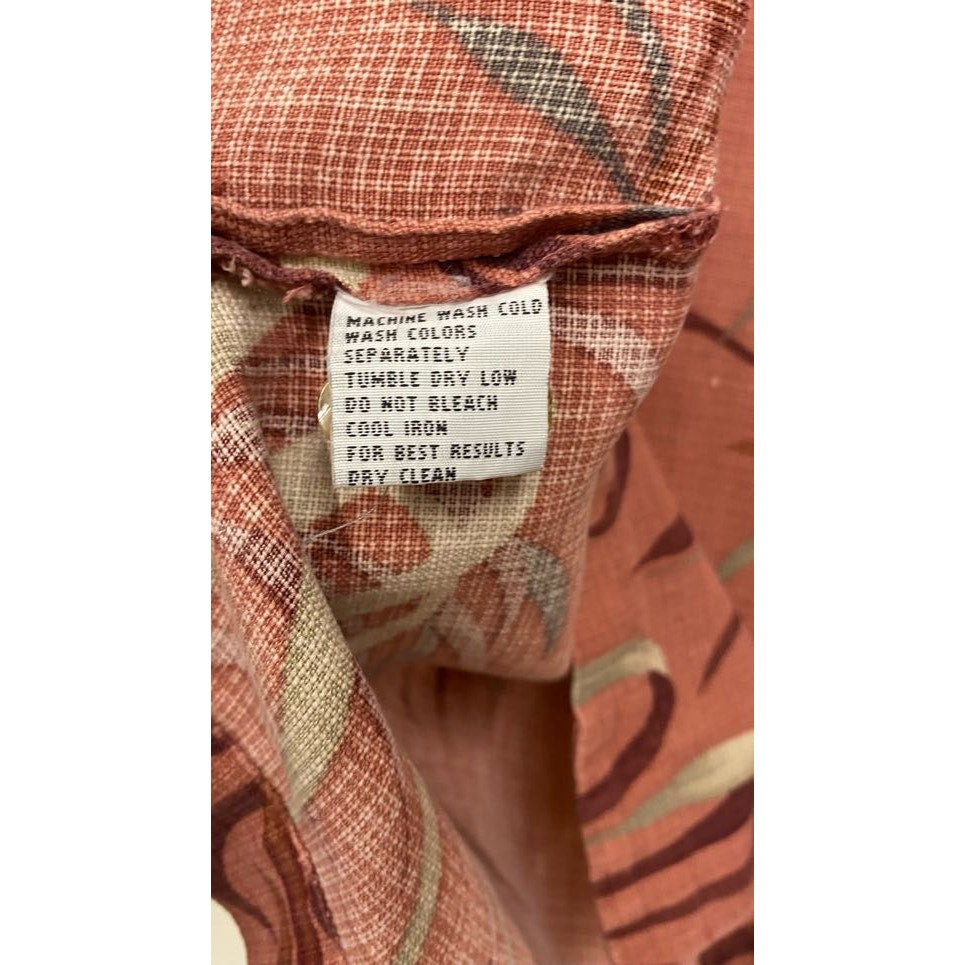 MACHINE WASH COLD
WASH COLORS
SEPARATELY
TUMBLE DRY LOW
DO NOT BLEACH
COOL IRON
FOR BEST RESULTS
DRY CLEAN